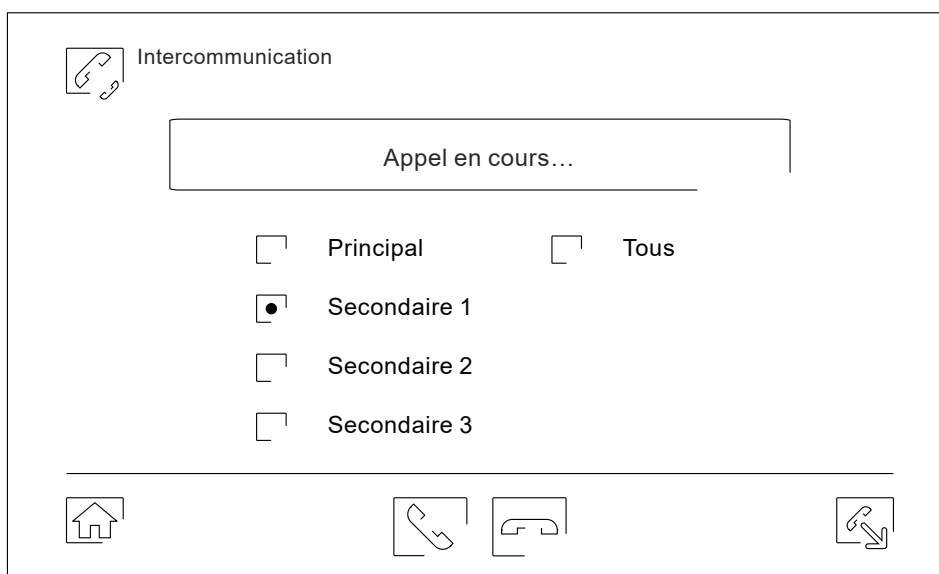 Intercommunication
Appel en cours…
Principal
Tous
Secondaire 1
Secondaire 2
Secondaire 3